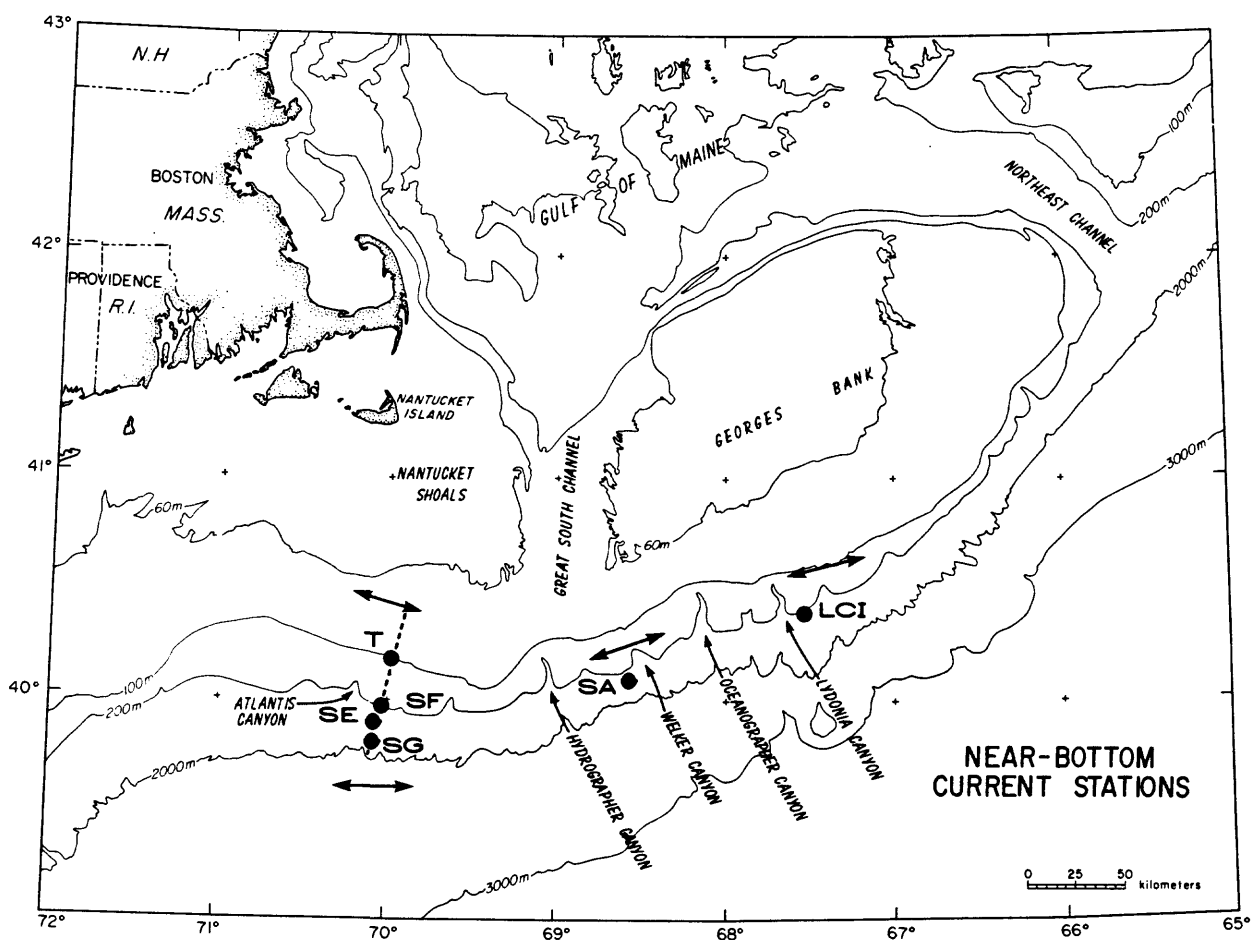 43°
N.H
100m
BOSTON
MASS.
GULF OF MAINE
NORTHEAST CHANNEL
200m
42°
PROVIDENCE
R.I.
2000m
NANTUCKET
ISLAND
GEORGES BANK
41°
NANTUCKET
SHOALS
GREAT SOUTH CHANNEL
3000m
60m
60m
T
LCI
40°
100m
200m
ATLANTIS
CANYON
SF
SE
SG
SA
2000m
HYDROGRAPHER CANYON
WELKER CANYON
OCEANOGRAPHER CANYON
LYDONIA CANYON
NEAR-BOTTOM
CURRENT STATIONS
3000m
0 25 50
kilometers
72° 71° 70° 69° 68° 67° 66° 65°